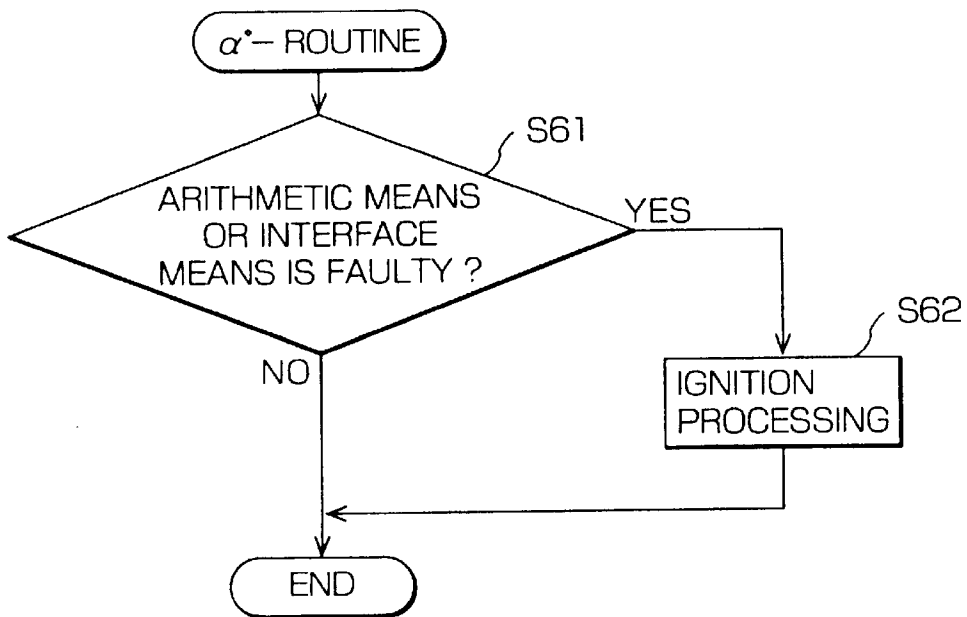 α°– ROUTINE
S61
ARITHMETIC MEANS
OR INTERFACE
MEANS IS FAULTY ?
YES
NO
S62
IGNITION
PROCESSING
END